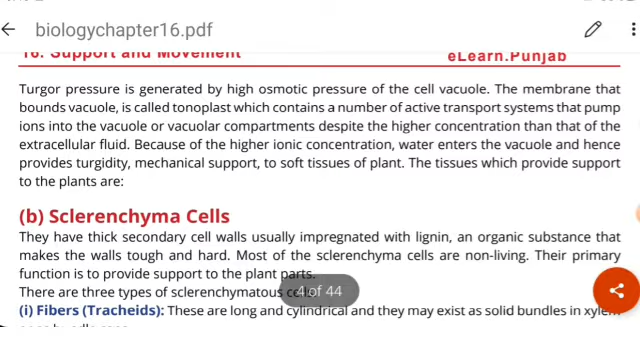 biologychapter16.pdf
16. Support and Movement eLearn.Punjab
Turgor pressure is generated by high osmotic pressure of the cell vacuole. The membrane that
bounds vacuole, is called tonoplast which contains a number of active transport systems that pump
ions into the vacuole or vacuolar compartments despite the higher concentration than that of the
extracellular fluid. Because of the higher ionic concentration, water enters the vacuole and hence
provides turgidity, mechanical support, to soft tissues of plant. The tissues which provide support
to the plants are:
(b) Sclerenchyma Cells
They have thick secondary cell walls usually impregnated with lignin, an organic substance that
makes the walls tough and hard. Most of the sclerenchyma cells are non-living. Their primary
function is to provide support to the plant parts.
There are three types of sclerenchymatous cells
4 of 44
(i) Fibers (Tracheids): These are long and cylindrical and they may exist as solid bundles in xylem